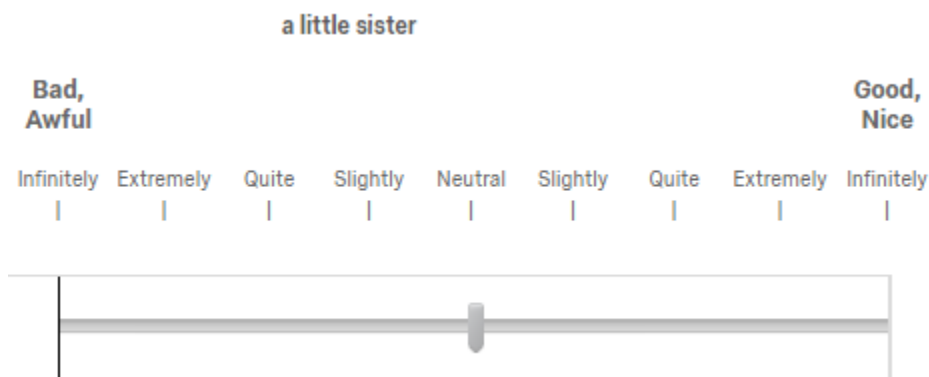 a little sister
Bad,
Awful
Good,
Nice
Infinitely Extremely Quite Slightly Neutral Slightly Quite Extremely Infinitely